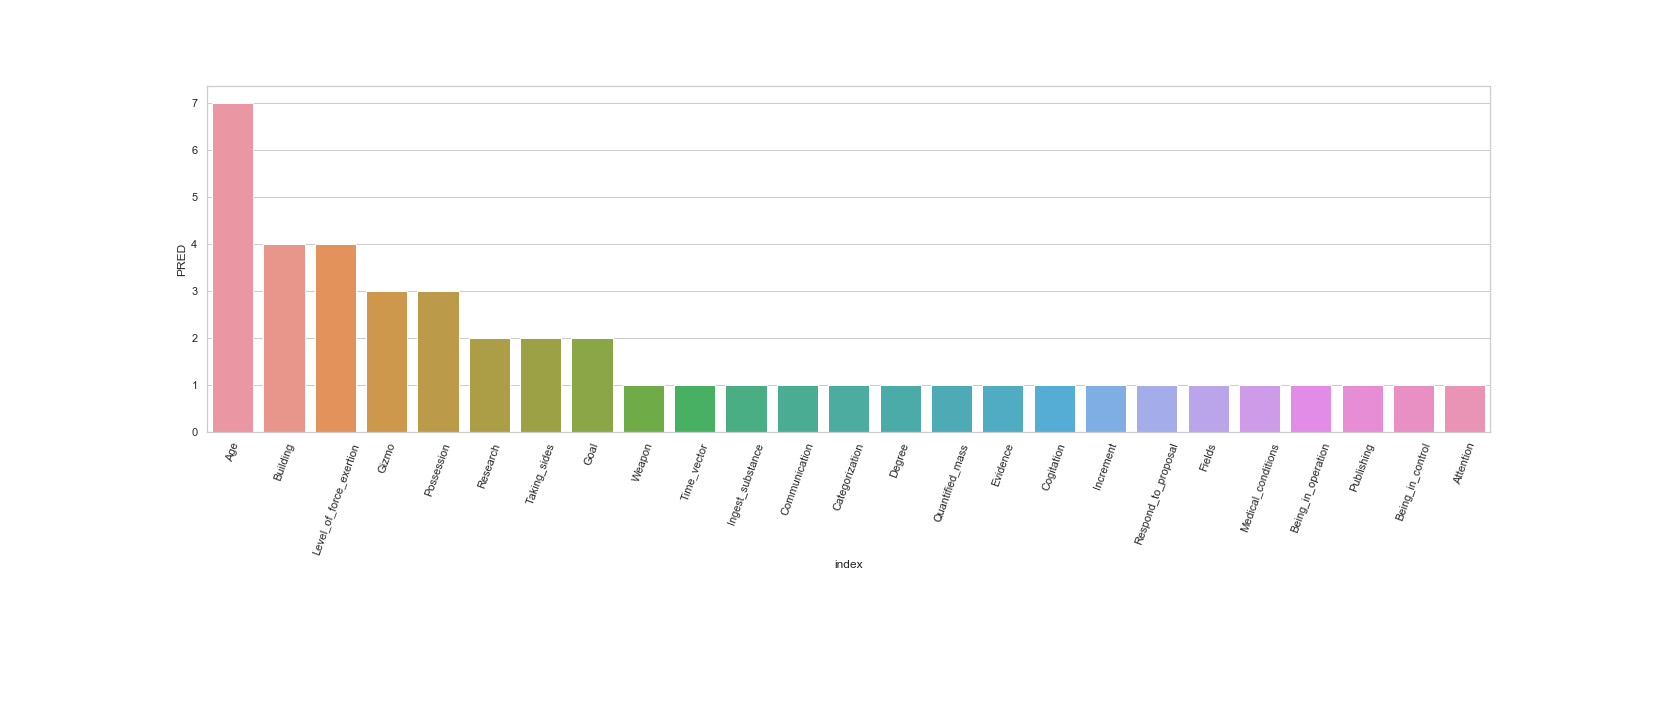 7
6
5
4
3
2
1
0
PRED
Age
Building
Level_of_force_exertion
Gizmo
Possession
Research
Taking_sides
Goal
Weapon
Time_vector
Ingest_substance
Communication
Categorization
Degree
Quantified_mass
Evidence
Cogitation
Increment
Respond_to_proposal
Fields
Medical_conditions
Being_in_operation
Publishing
Being_in_control
Attention
index